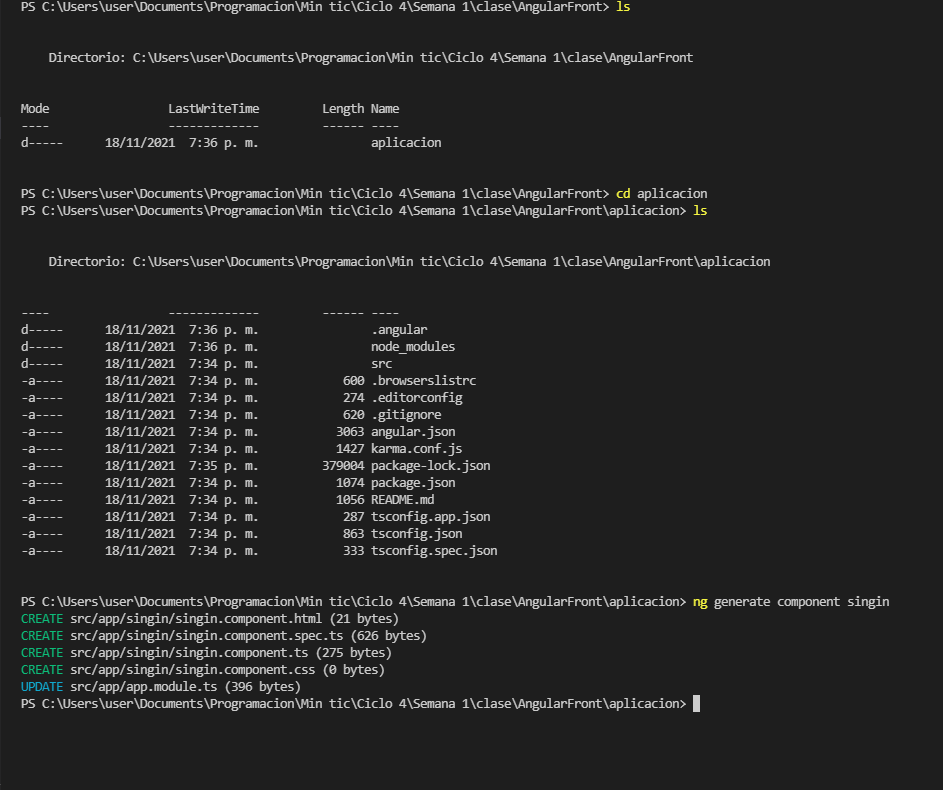 PS C:\Users\user\Documents\Programacion\Min tic\Ciclo 4\Semana 1\clase\AngularFront> ls
Directorio: C:\Users\user\Documents\Programacion\Min tic\Ciclo 4\Semana 1\clase\AngularFront
Mode LastWriteTime Length Name
---- ------------- ------ ----
d----- 18/11/2021 7:36 p. m. aplicacion
PS C:\Users\user\Documents\Programacion\Min tic\Ciclo 4\Semana 1\clase\AngularFront> cd aplicacion
PS C:\Users\user\Documents\Programacion\Min tic\Ciclo 4\Semana 1\clase\AngularFront\aplicacion> ls
Directorio: C:\Users\user\Documents\Programacion\Min tic\Ciclo 4\Semana 1\clase\AngularFront\aplicacion
---- ------------- ------ ----
d----- 18/11/2021 7:36 p. m. .angular
d----- 18/11/2021 7:36 p. m. node_modules
d----- 18/11/2021 7:34 p. m. src
-a---- 18/11/2021 7:34 p. m. 600 .browserslistrc
-a---- 18/11/2021 7:34 p. m. 274 .editorconfig
-a---- 18/11/2021 7:34 p. m. 620 .gitignore
-a---- 18/11/2021 7:34 p. m. 3063 angular.json
-a---- 18/11/2021 7:34 p. m. 1427 karma.conf.js
-a---- 18/11/2021 7:35 p. m. 379004 package-lock.json
-a---- 18/11/2021 7:34 p. m. 1074 package.json
-a---- 18/11/2021 7:34 p. m. 1056 README.md
-a---- 18/11/2021 7:34 p. m. 287 tsconfig.app.json
-a---- 18/11/2021 7:34 p. m. 863 tsconfig.json
-a---- 18/11/2021 7:34 p. m. 333 tsconfig.spec.json
PS C:\Users\user\Documents\Programacion\Min tic\Ciclo 4\Semana 1\clase\AngularFront\aplicacion> ng generate component singin
CREATE src/app/singin/singin.component.html (21 bytes)
CREATE src/app/singin/singin.component.spec.ts (626 bytes)
CREATE src/app/singin/singin.component.ts (275 bytes)
CREATE src/app/singin/singin.component.css (0 bytes)
UPDATE src/app/app.module.ts (396 bytes)
PS C:\Users\user\Documents\Programacion\Min tic\Ciclo 4\Semana 1\clase\AngularFront\aplicacion>